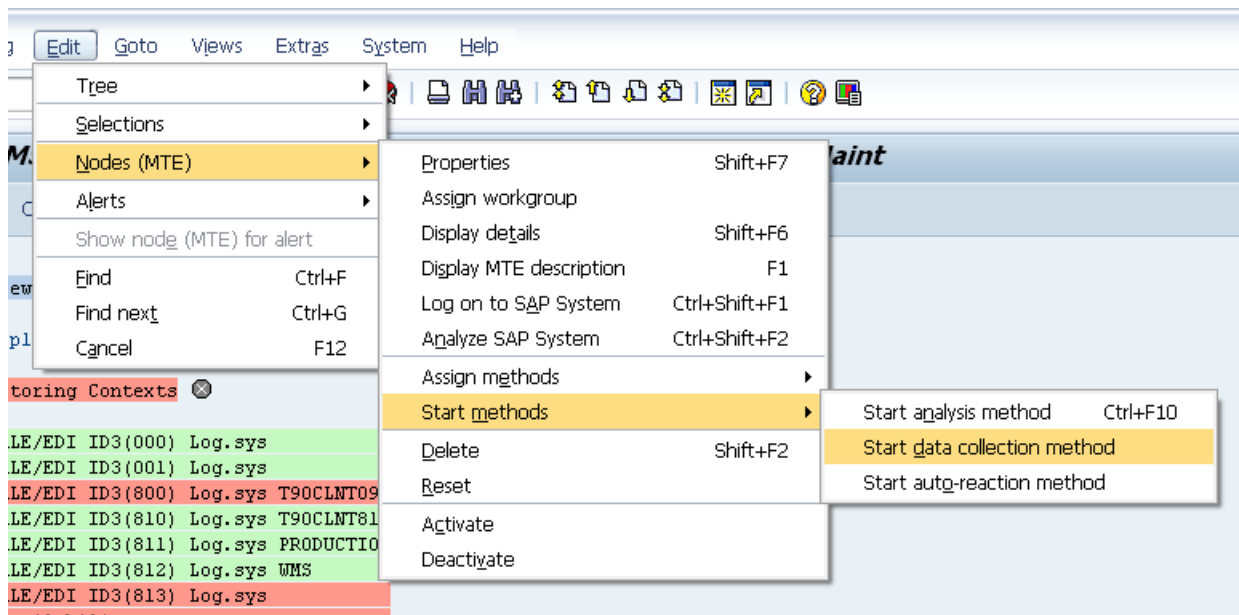 Edit Goto Views Extras System Help
Tree
Selections
Nodes (MTE)
Alerts
Show node (MTE) for alert
Find Ctrl+F
Find next Ctrl+G
Cancel F12
Properties Shift+F7
Assign workgroup
Display details Shift+F6
Display MTE description F1
Log on to SAP System Ctrl+Shift+F1
Analyze SAP System Ctrl+Shift+F2
Assign methods
Start methods
Delete Shift+F2
Reset
Activate
Deactivate
Start analysis method Ctrl+F10
Start data collection method
Start auto-reaction method
aint
toring Contexts
LE/EDI ID3(000) Log.sys
LE/EDI ID3(001) Log.sys
LE/EDI ID3(800) Log.sys T90CLNT09
LE/EDI ID3(810) Log.sys T90CLNT81
LE/EDI ID3(811) Log.sys PRODUCTIO
LE/EDI ID3(812) Log.sys WMS
LE/EDI ID3(813) Log.sys